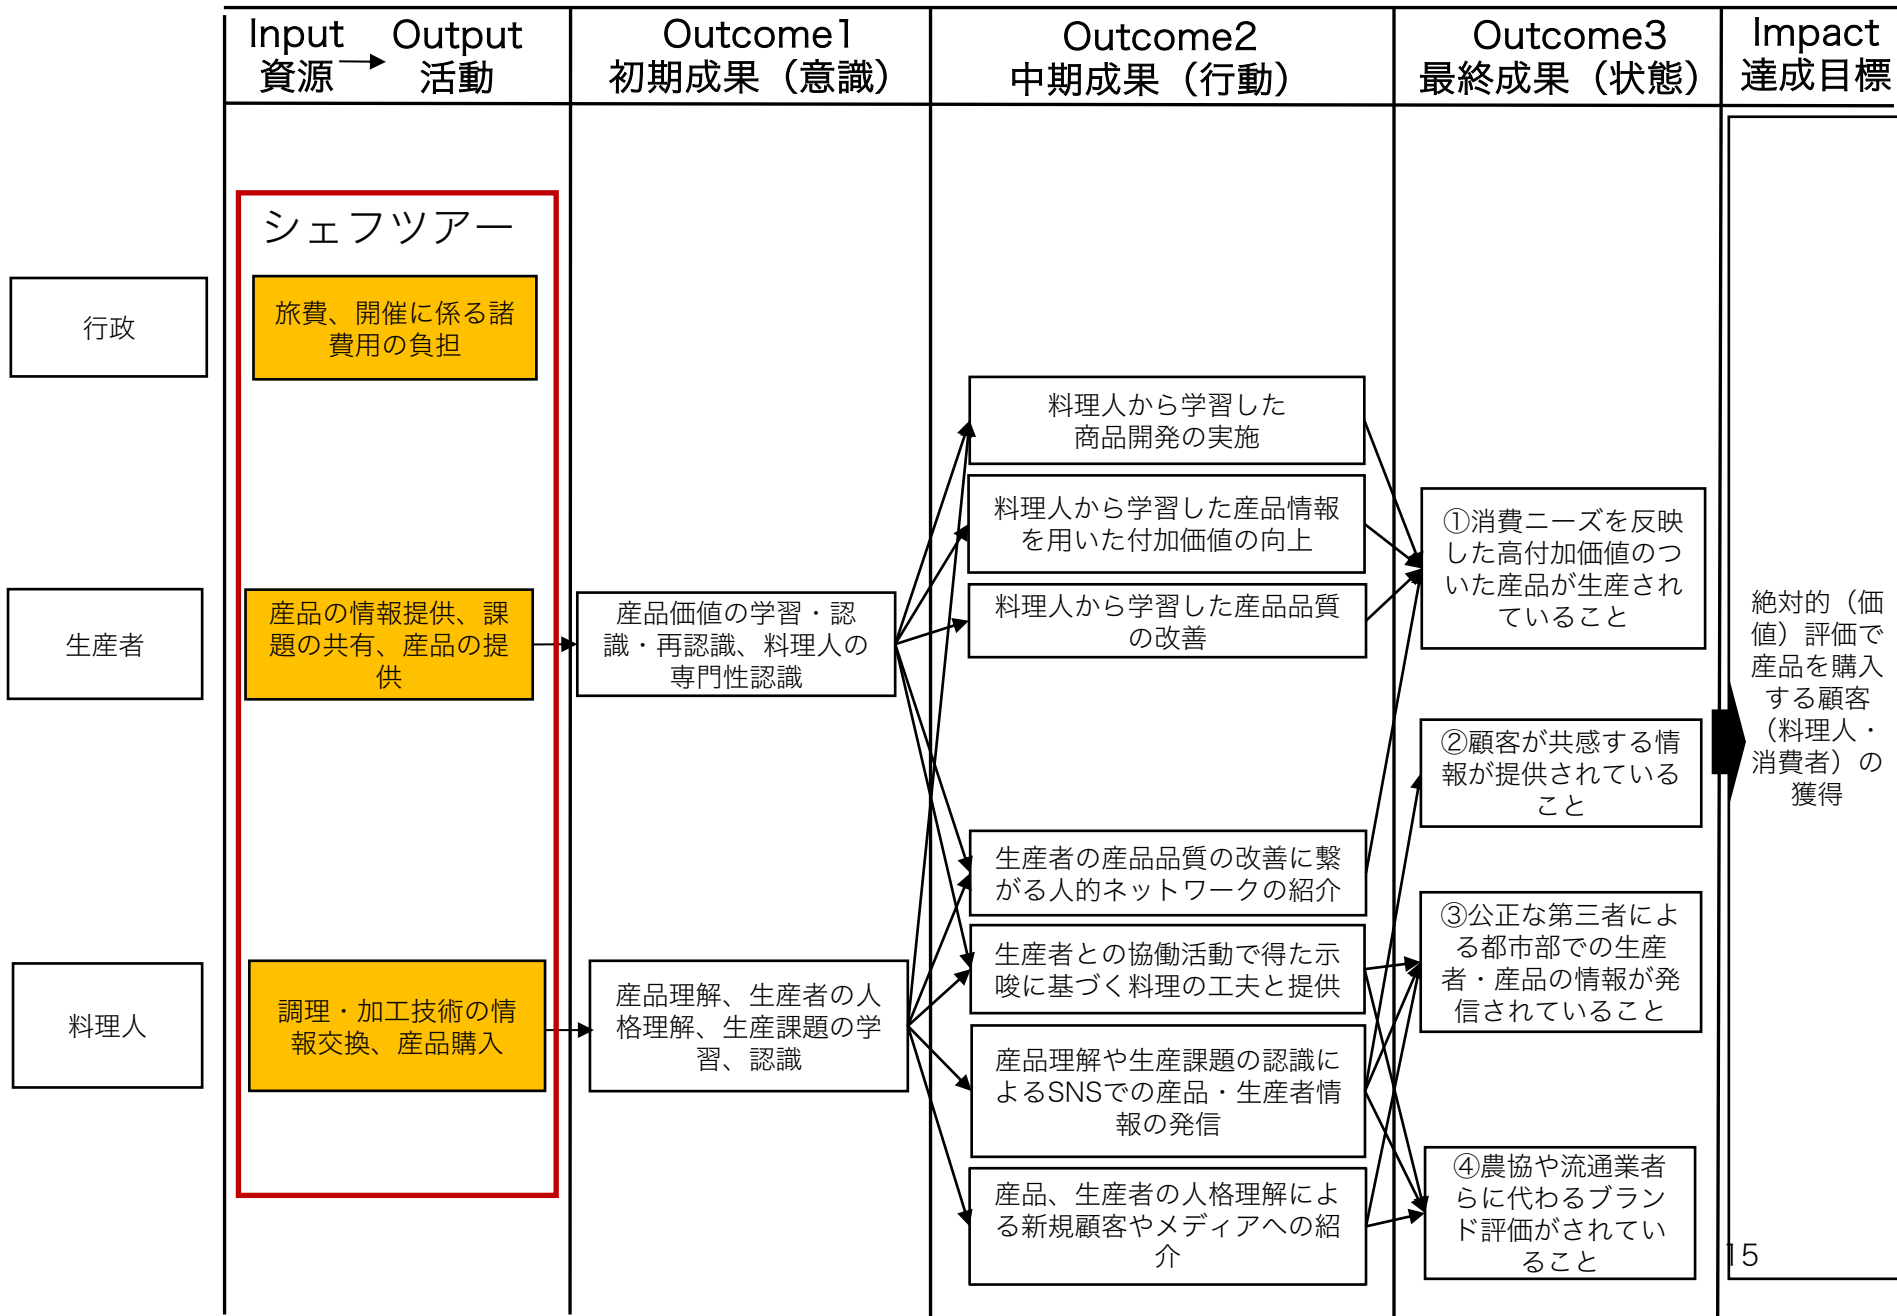 Input → Output
資源 活動
Outcome1
初期成果（意識）
Outcome2
中期成果（行動）
Outcome3
最終成果（状態）
Impact
達成目標
シェフツアー
行政
旅費、開催に係る諸
費用の負担
生産者
産品の情報提供、課
題の共有、産品の提
供
産品価値の学習・認
識・再認識、料理人の
専門性認識
料理人
調理・加工技術の情
報交換、産品購入
産品理解、生産者の人
格理解、生産課題の学
習、認識
料理人から学習した
商品開発の実施
料理人から学習した産品情報
を用いた付加価値の向上
料理人から学習した産品品質
の改善
生産者の産品品質の改善に繋
がる人的ネットワークの紹介
生産者との協働活動で得た示
唆に基づく料理の工夫と提供
産品理解や生産課題の認識に
よるSNSでの産品・生産者情
報の発信
産品、生産者の人格理解によ
る新規顧客やメディアへの紹
介
①消費ニーズを反映
した高付加価値のつ
いた産品が生産され
ていること
②顧客が共感する情
報が提供されている
こと
③公正な第三者によ
る都市部での生産
者・産品の情報が発
信されていること
④農協や流通業者
らに代わるブラン
ド評価がされてい
ること
絶対的（価
値）評価で
産品を購入
する顧客
（料理人・
消費者）の
獲得
15